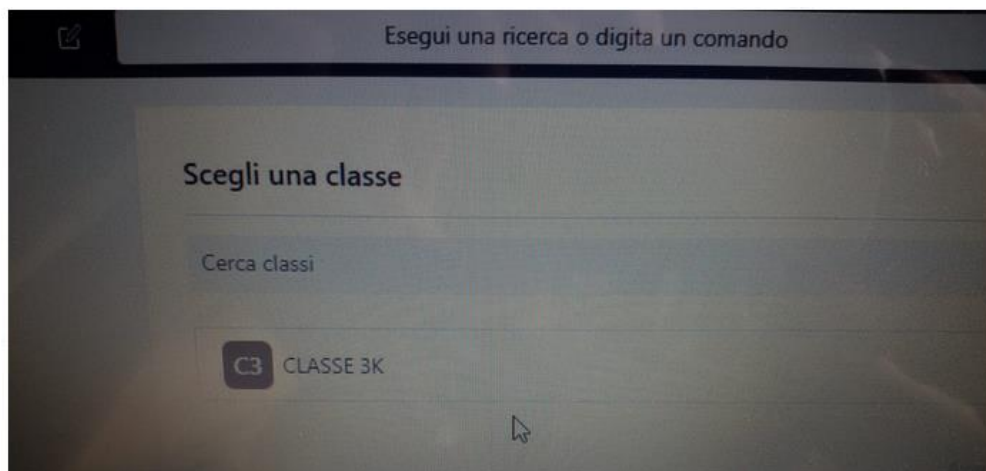 Esegui una ricerca o digita un comando
Scegli una classe
Cerca classi
C3 CLASSE 3K